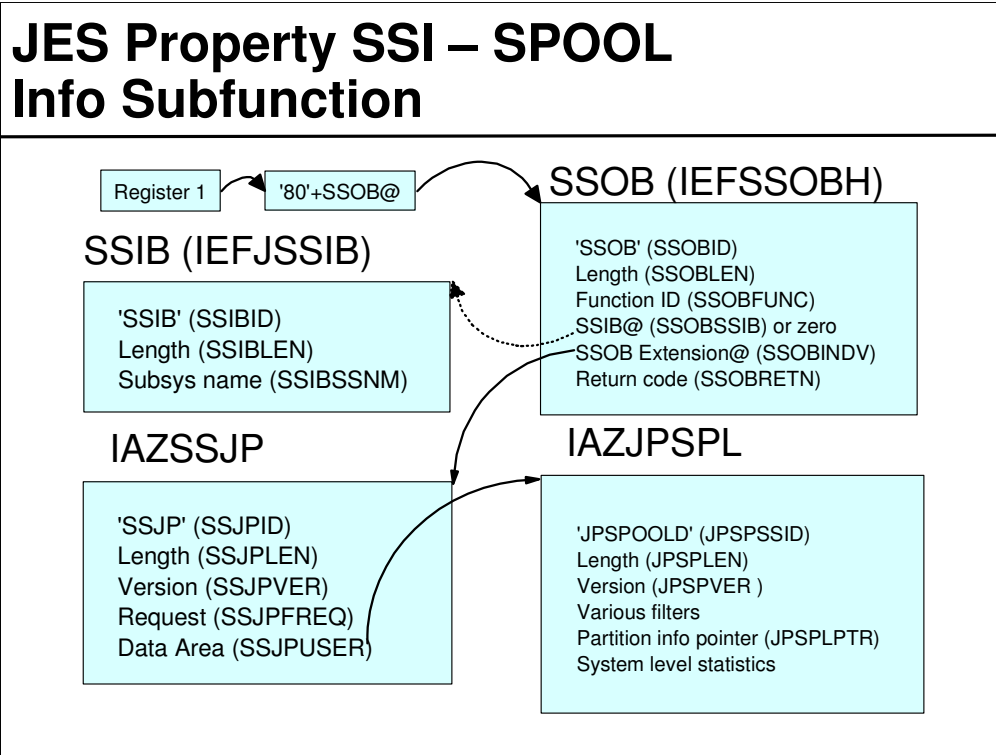 JES Property SSI – SPOOL
Info Subfunction
Register 1
'80'+SSOB@
SSOB (IEFSSOBH)
'SSOB' (SSOBID)
Length (SSOBLEN)
Function ID (SSOBFUNC)
SSIB@ (SSOBSSIB) or zero
SSOB Extension@ (SSOBINDV)
Return code (SSOBRETN)
SSIB (IEFJSSIB)
'SSIB' (SSIBID)
Length (SSIBLEN)
Subsys name (SSIBSSNM)
IAZSSJP
'SSJP' (SSJPID)
Length (SSJPLEN)
Version (SSJPVER)
Request (SSJPFREQ)
Data Area (SSJPUSER)
IAZJPSPL
'JPSPOOLD' (JPSPSSID)
Length (JPSPLEN)
Version (JPSPVER )
Various filters
Partition info pointer (JPSPLPTR)
System level statistics